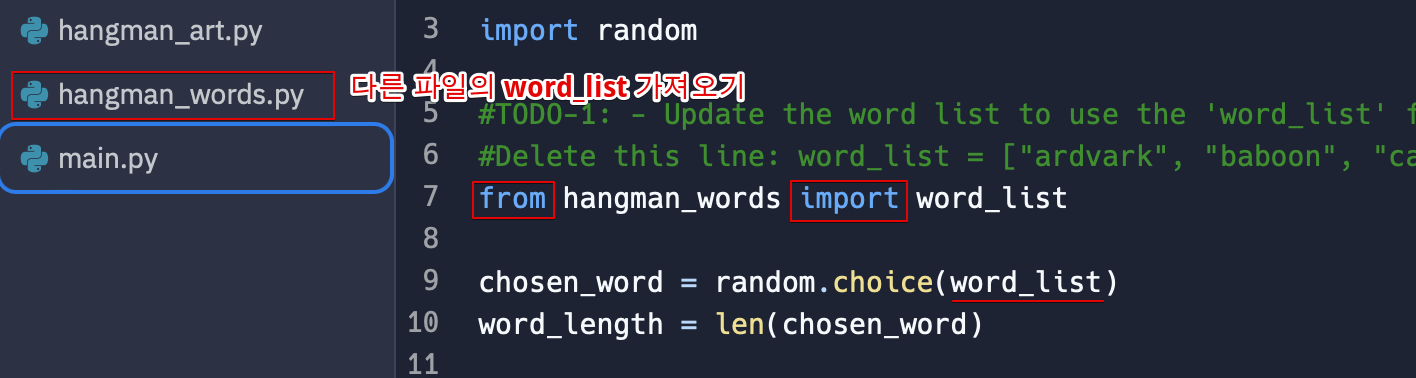 hangman_art.py
hangman_words.py
main.py
다른 파일의 word_list 가져오기
3 import random
4
5 #TODO-1: - Update the word list to use the 'word_list' f
6 #Delete this line: word_list = ["ardvark", "baboon", "ca
7 from hangman_words import word_list
8
9 chosen_word = random.choice(word_list)
10 word_length = len(chosen_word)
11